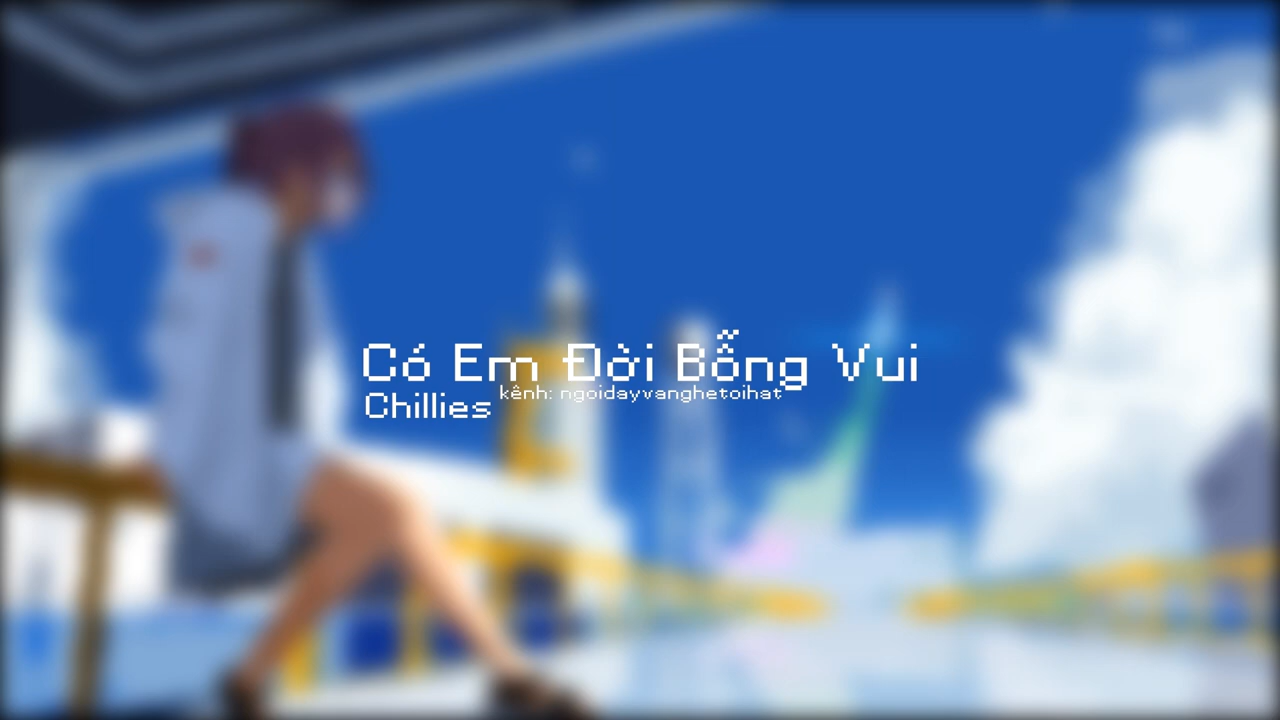 Có Em Đời Bỗng Vui
kênh: ngoidayvanghetoihat
Chillies